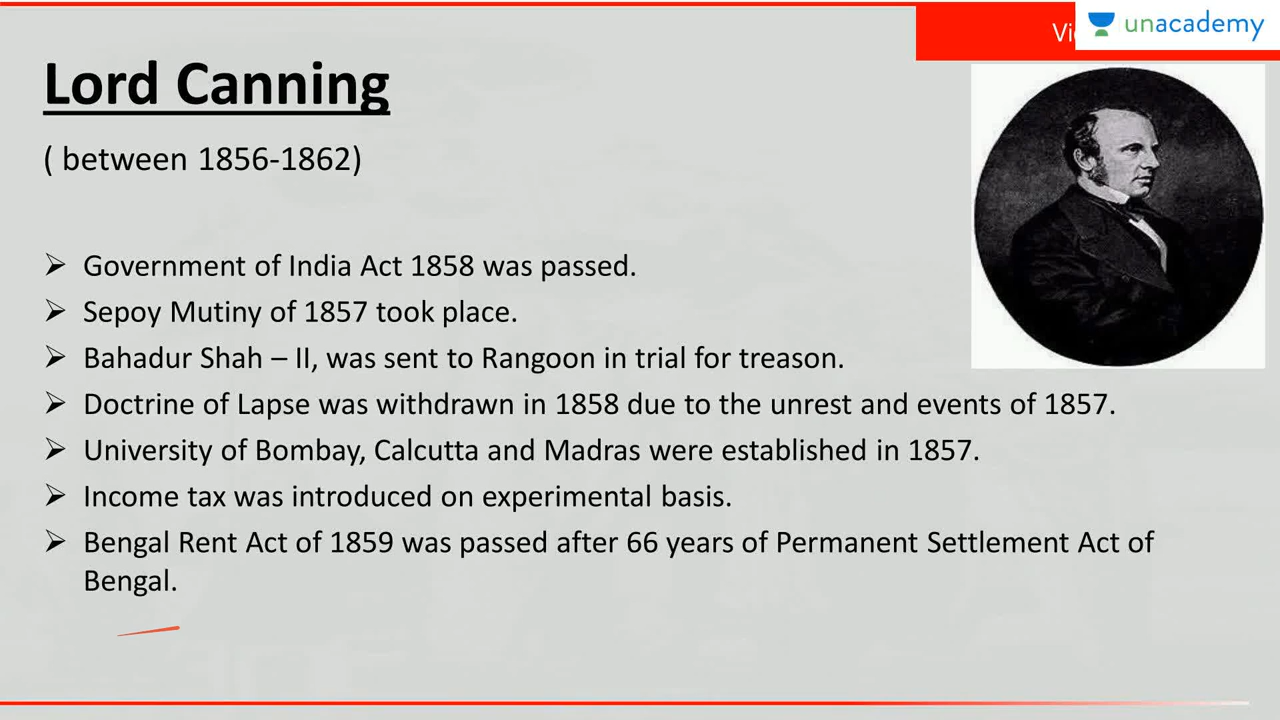 Vi
unacademy
Lord Canning
( between 1856-1862)
➢ Government of India Act 1858 was passed.
➢ Sepoy Mutiny of 1857 took place.
➢ Bahadur Shah – II, was sent to Rangoon in trial for treason.
➢ Doctrine of Lapse was withdrawn in 1858 due to the unrest and events of 1857.
➢ University of Bombay, Calcutta and Madras were established in 1857.
➢ Income tax was introduced on experimental basis.
➢ Bengal Rent Act of 1859 was passed after 66 years of Permanent Settlement Act of
Bengal.